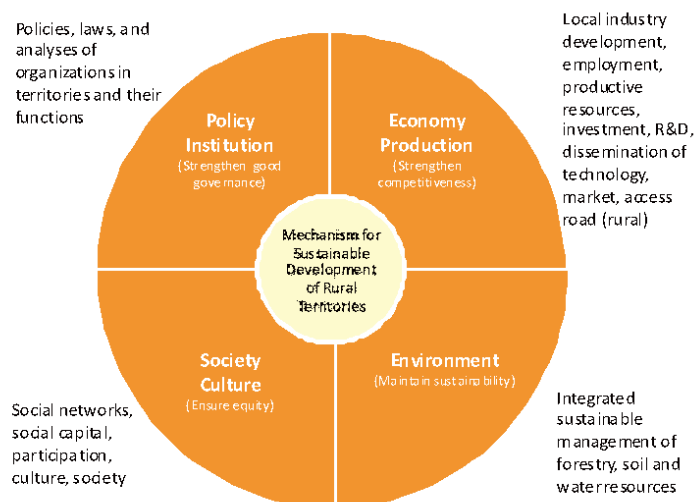 Policies, laws, and
analyses of
organizations in
territories and their
functions
Local industry
development,
employment,
productive
resources,
investment, R&D,
dissemination of
technology,
market, access
road (rural)
Policy
Institution
(Strengthen good
governance)
Economy
Production
(Strengthen
competitiveness)
Mechanism for
Sustainable
Development
of Rural
Territories
Society
Culture
(Ensure equity)
Environment
(Maintain sustainability)
Social networks,
social capital,
participation,
culture, society
Integrated
sustainable
management of
forestry, soil and
water resources